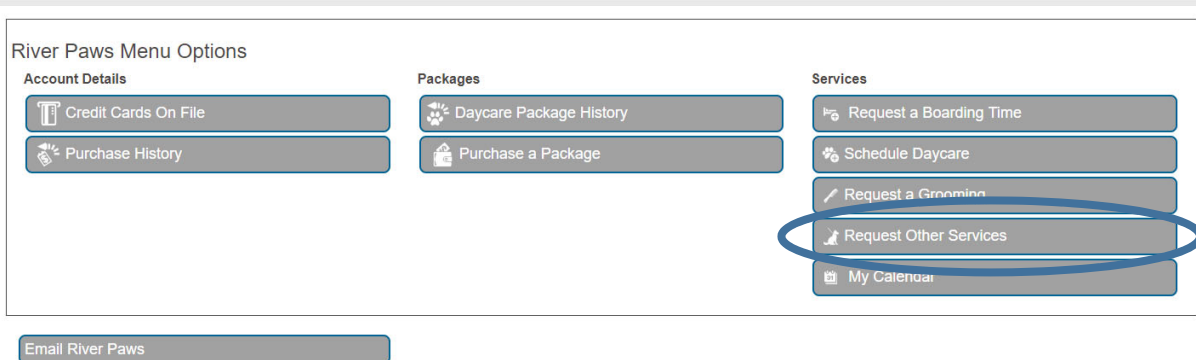 River Paws Menu Options
Account Details
Credit Cards On File
Purchase History
Packages
Daycare Package History
Purchase a Package
Services
Request a Boarding Time
Schedule Daycare
Request a Grooming
Request Other Services
My Calendar
Email River Paws